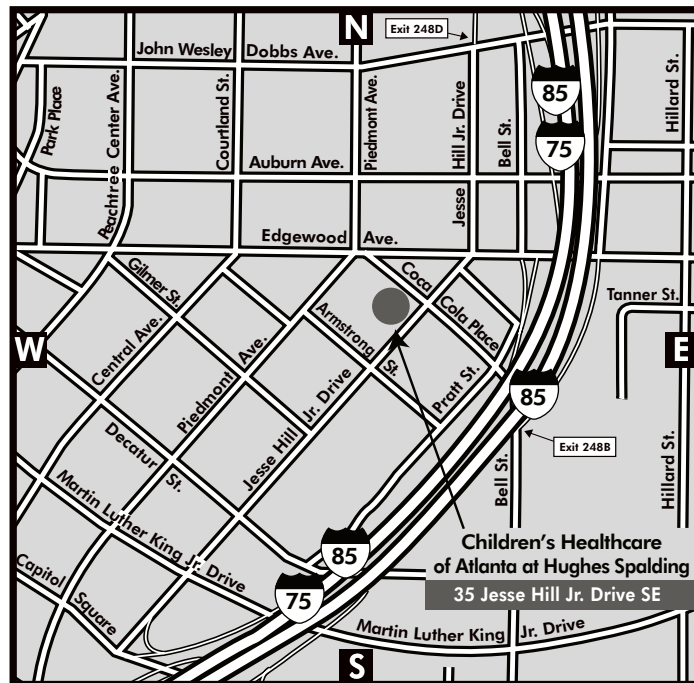 N
Exit 248D
John Wesley Dobbs Ave.
Park Place
Peachtree Center Ave.
Courtland St.
Piedmont Ave.
Jesse Hill Jr. Drive
Bell St.
85
75
Hillard St.
Auburn Ave.
Edgewood Ave.
Gilmer St.
Coca Cola Place
Tanner St.
Armstrong St.
W
E
Central Ave.
Piedmont Ave.
Jesse Hill Jr. Drive
Pratt St.
85
Decatur St.
Exit 248B
Bell St.
Hillard St.
Martin Luther King Jr. Drive
Children's Healthcare
of Atlanta at Hughes Spalding
35 Jesse Hill Jr. Drive SE
85
75
Capitol Square
Martin Luther King Jr. Drive
S